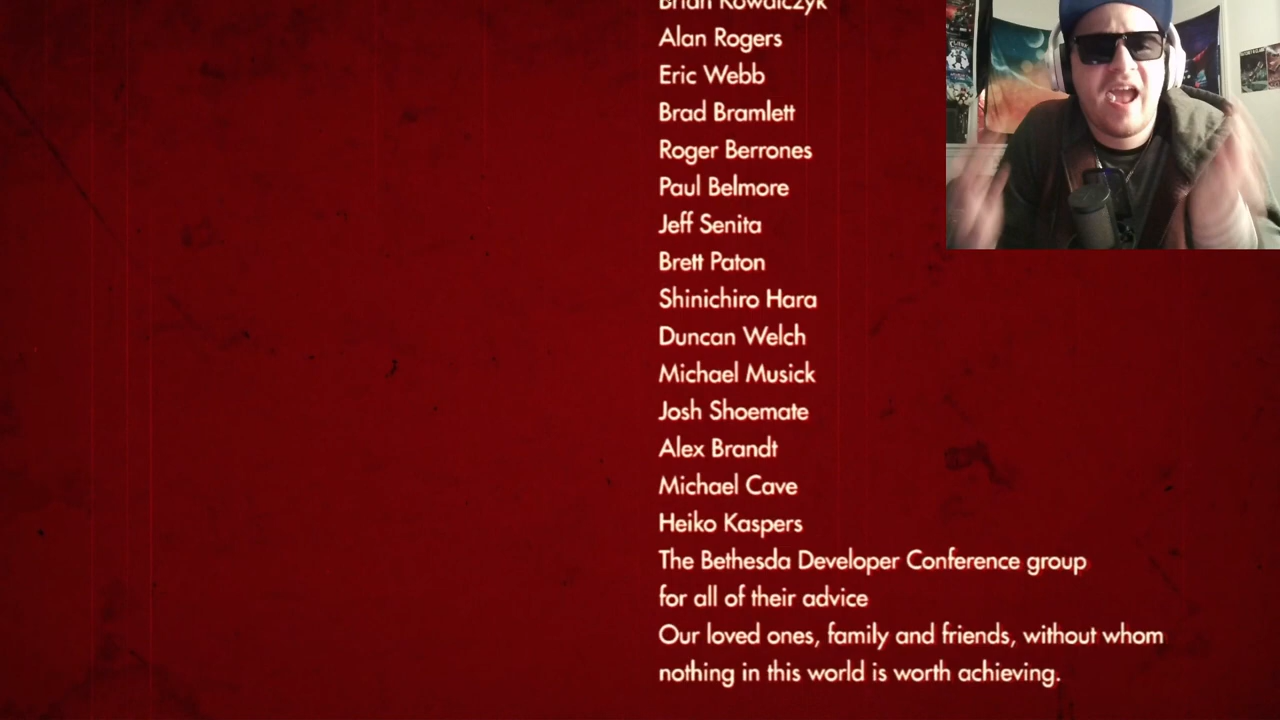 Brian Kowalczyk
Alan Rogers
Eric Webb
Brad Bramlett
Roger Berrones
Paul Belmore
Jeff Senita
Brett Paton
Shinichiro Hara
Duncan Welch
Michael Musick
Josh Shoemate
Alex Brandt
Michael Cave
Heiko Kaspers
The Bethesda Developer Conference group
for all of their advice
Our loved ones, family and friends, without whom
nothing in this world is worth achieving.